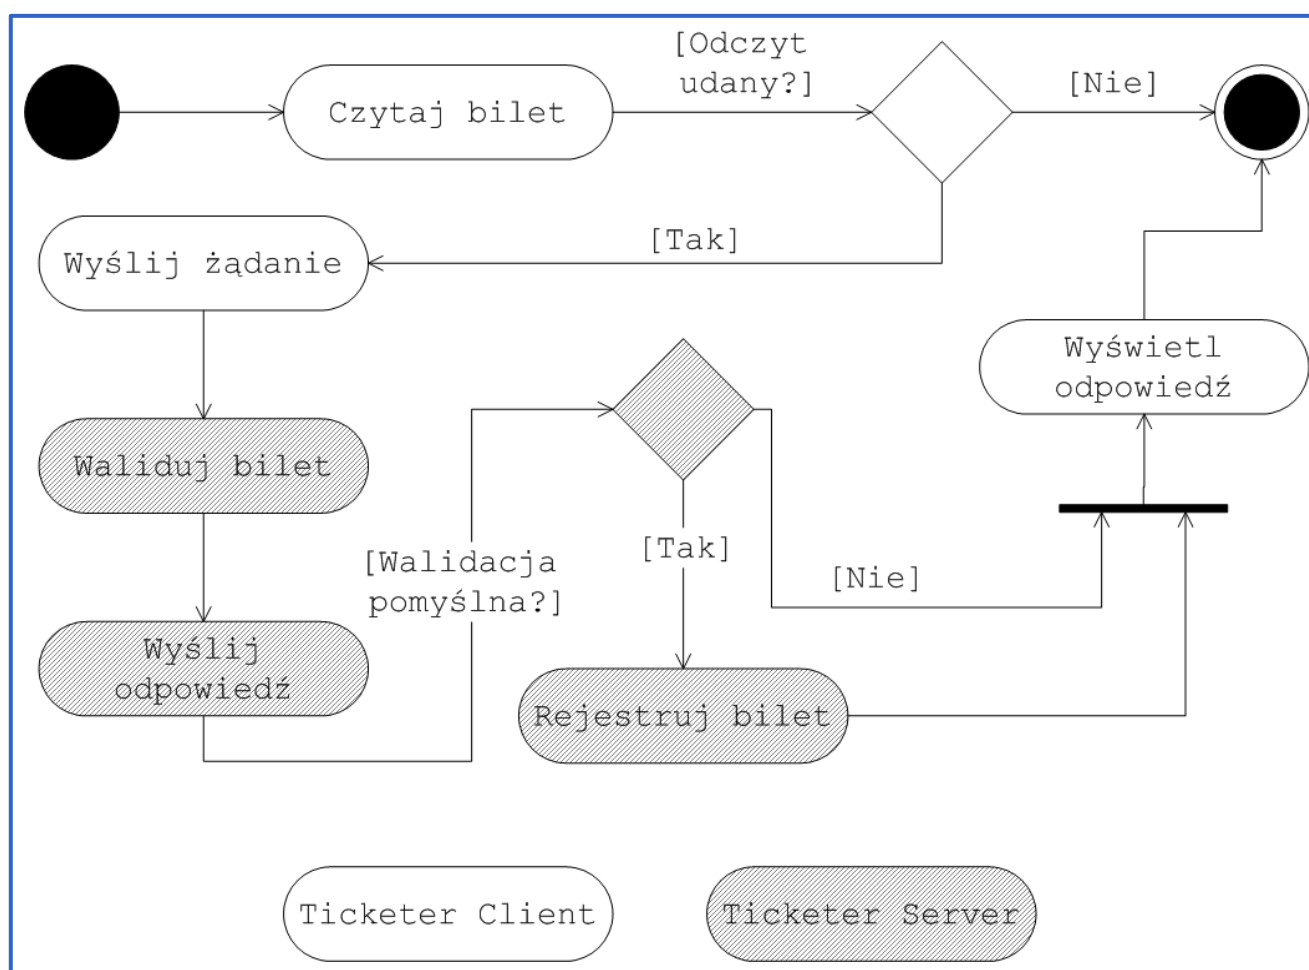 [Odczyt
udany?]
Czytaj bilet
[Nie]
[Tak]
Wyślij żądanie
Wyświetl
odpowiedź
Waliduj bilet
[Tak]
[Walidacja
pomyślna?]
[Nie]
Wyślij
odpowiedź
Rejestruj bilet
Ticketer Client
Ticketer Server